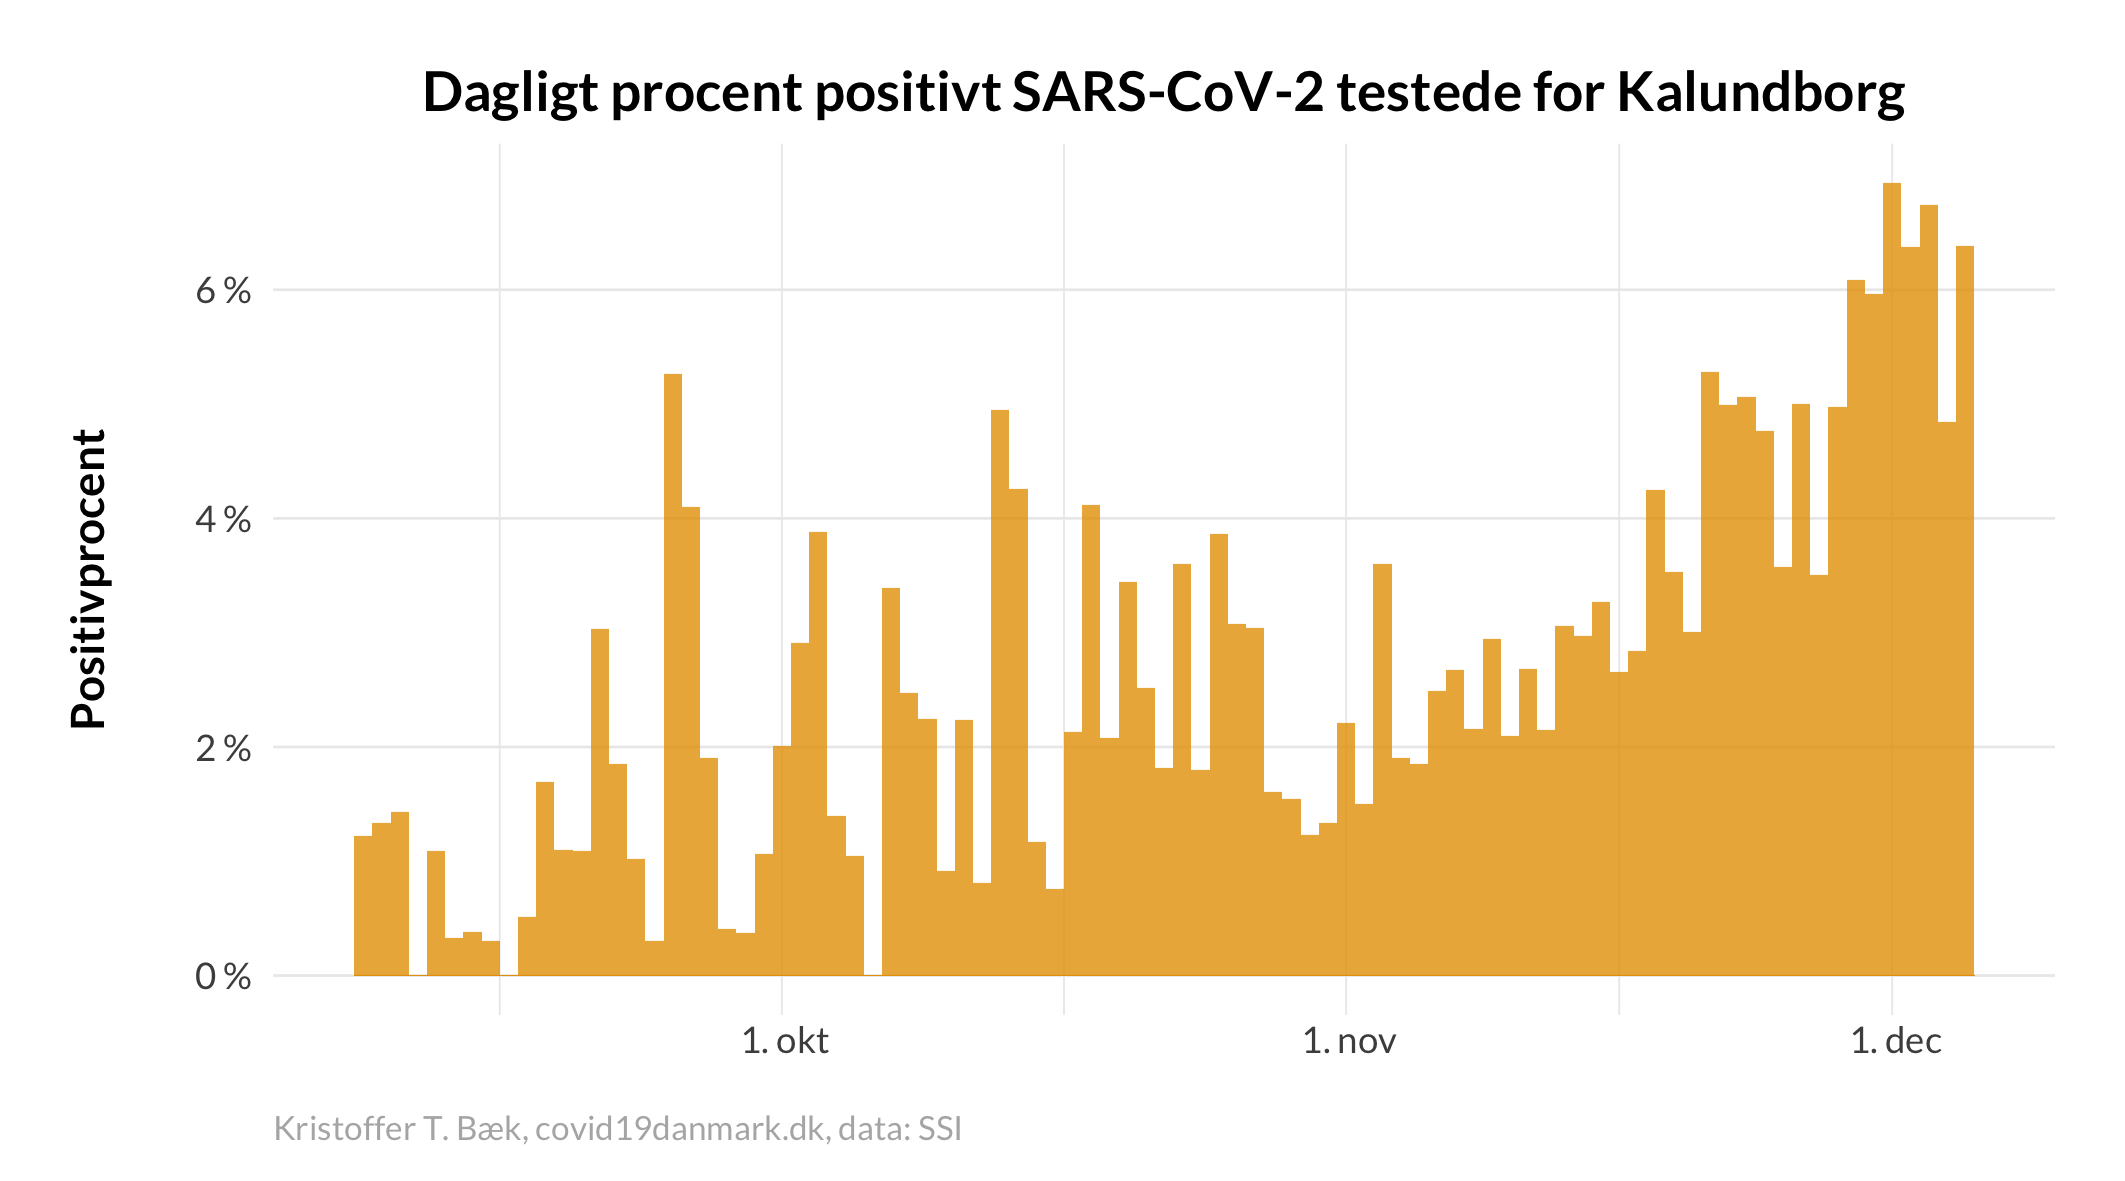 Dagligt procent positivt SARS-CoV-2 testede for Kalundborg
Positivprocent
6 %
4 %
2 %
0 %
1. okt
1. nov
1. dec
Kristoffer T. Bæk, covid19danmark.dk, data: SSI